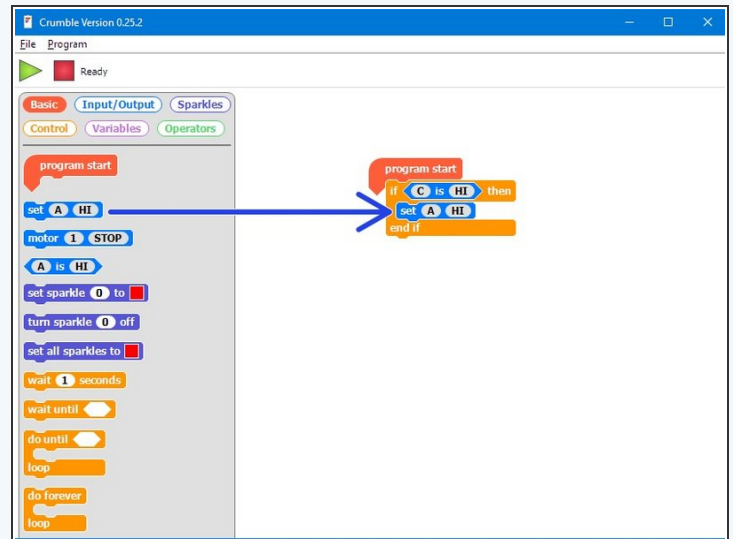 Crumble Version 0.25.2
File Program
Ready
Basic Input/Output Sparkles
Control Variables Operators
program start
set A HI
motor 1 STOP
A is HI
set sparkle 0 to
turn sparkle 0 off
set all sparkles to
wait 1 seconds
wait until
do until
loop
do forever
loop
program start
if C is HI then
set A HI
end if